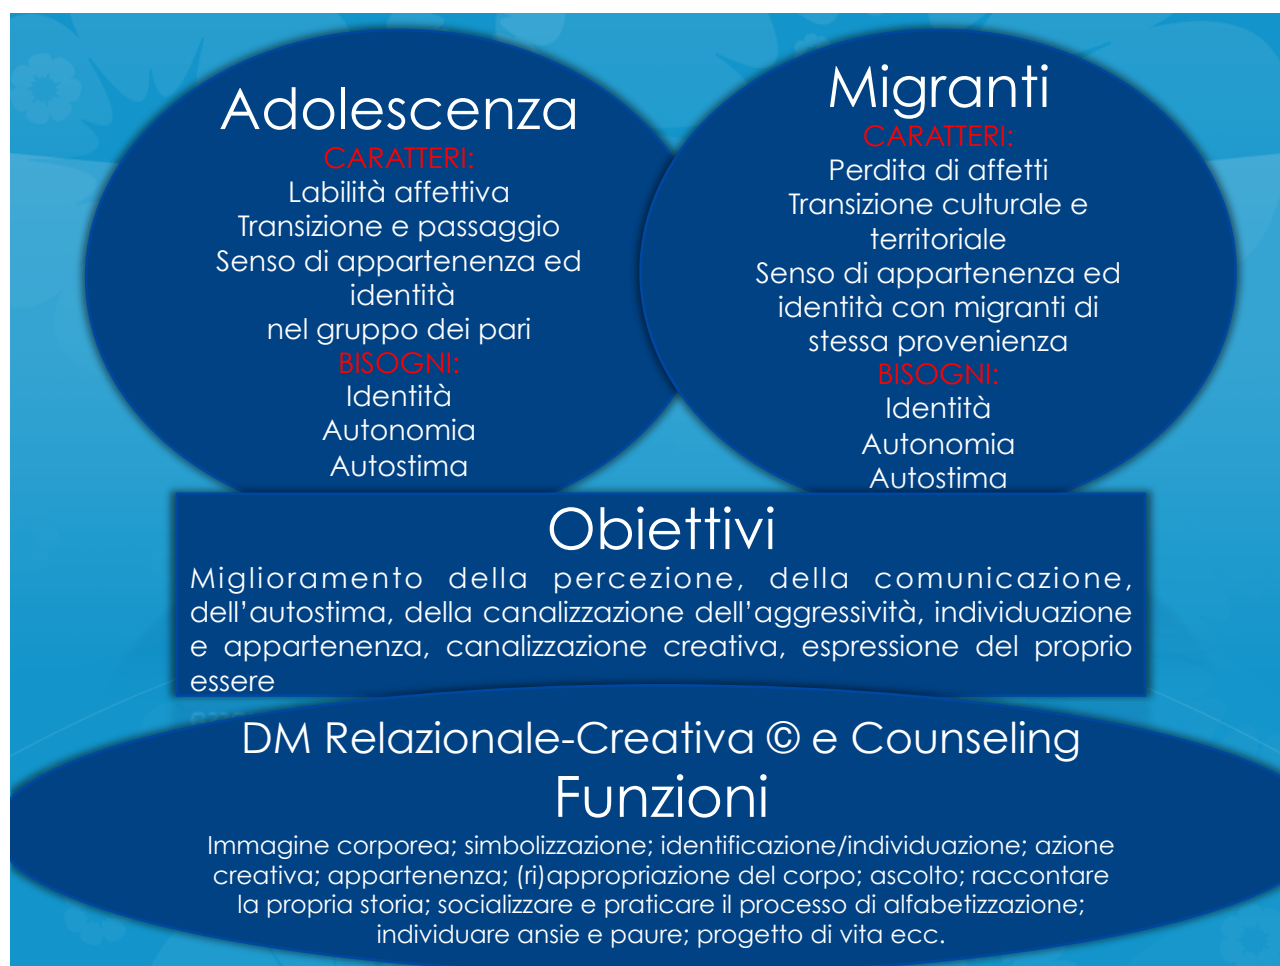 Adolescenza
CARATTERI:
Labilità affettiva
Transizione e passaggio
Senso di appartenenza ed
identità
nel gruppo dei pari
BISOGNI:
Identità
Autonomia
Autostima
Migranti
CARATTERI:
Perdita di affetti
Transizione culturale e
territoriale
Senso di appartenenza ed
identità con migranti di
stessa provenienza
BISOGNI:
Identità
Autonomia
Autostima
Obiettivi
Miglioramento della percezione, della comunicazione,
dell’autostima, della canalizzazione dell’aggressività, individuazione
e appartenenza, canalizzazione creativa, espressione del proprio
essere
DM Relazionale-Creativa © e Counseling
Funzioni
Immagine corporea; simbolizzazione; identificazione/individuazione; azione
creativa; appartenenza; (ri)appropriazione del corpo; ascolto; raccontare
la propria storia; socializzare e praticare il processo di alfabetizzazione;
individuare ansie e paure; progetto di vita ecc.